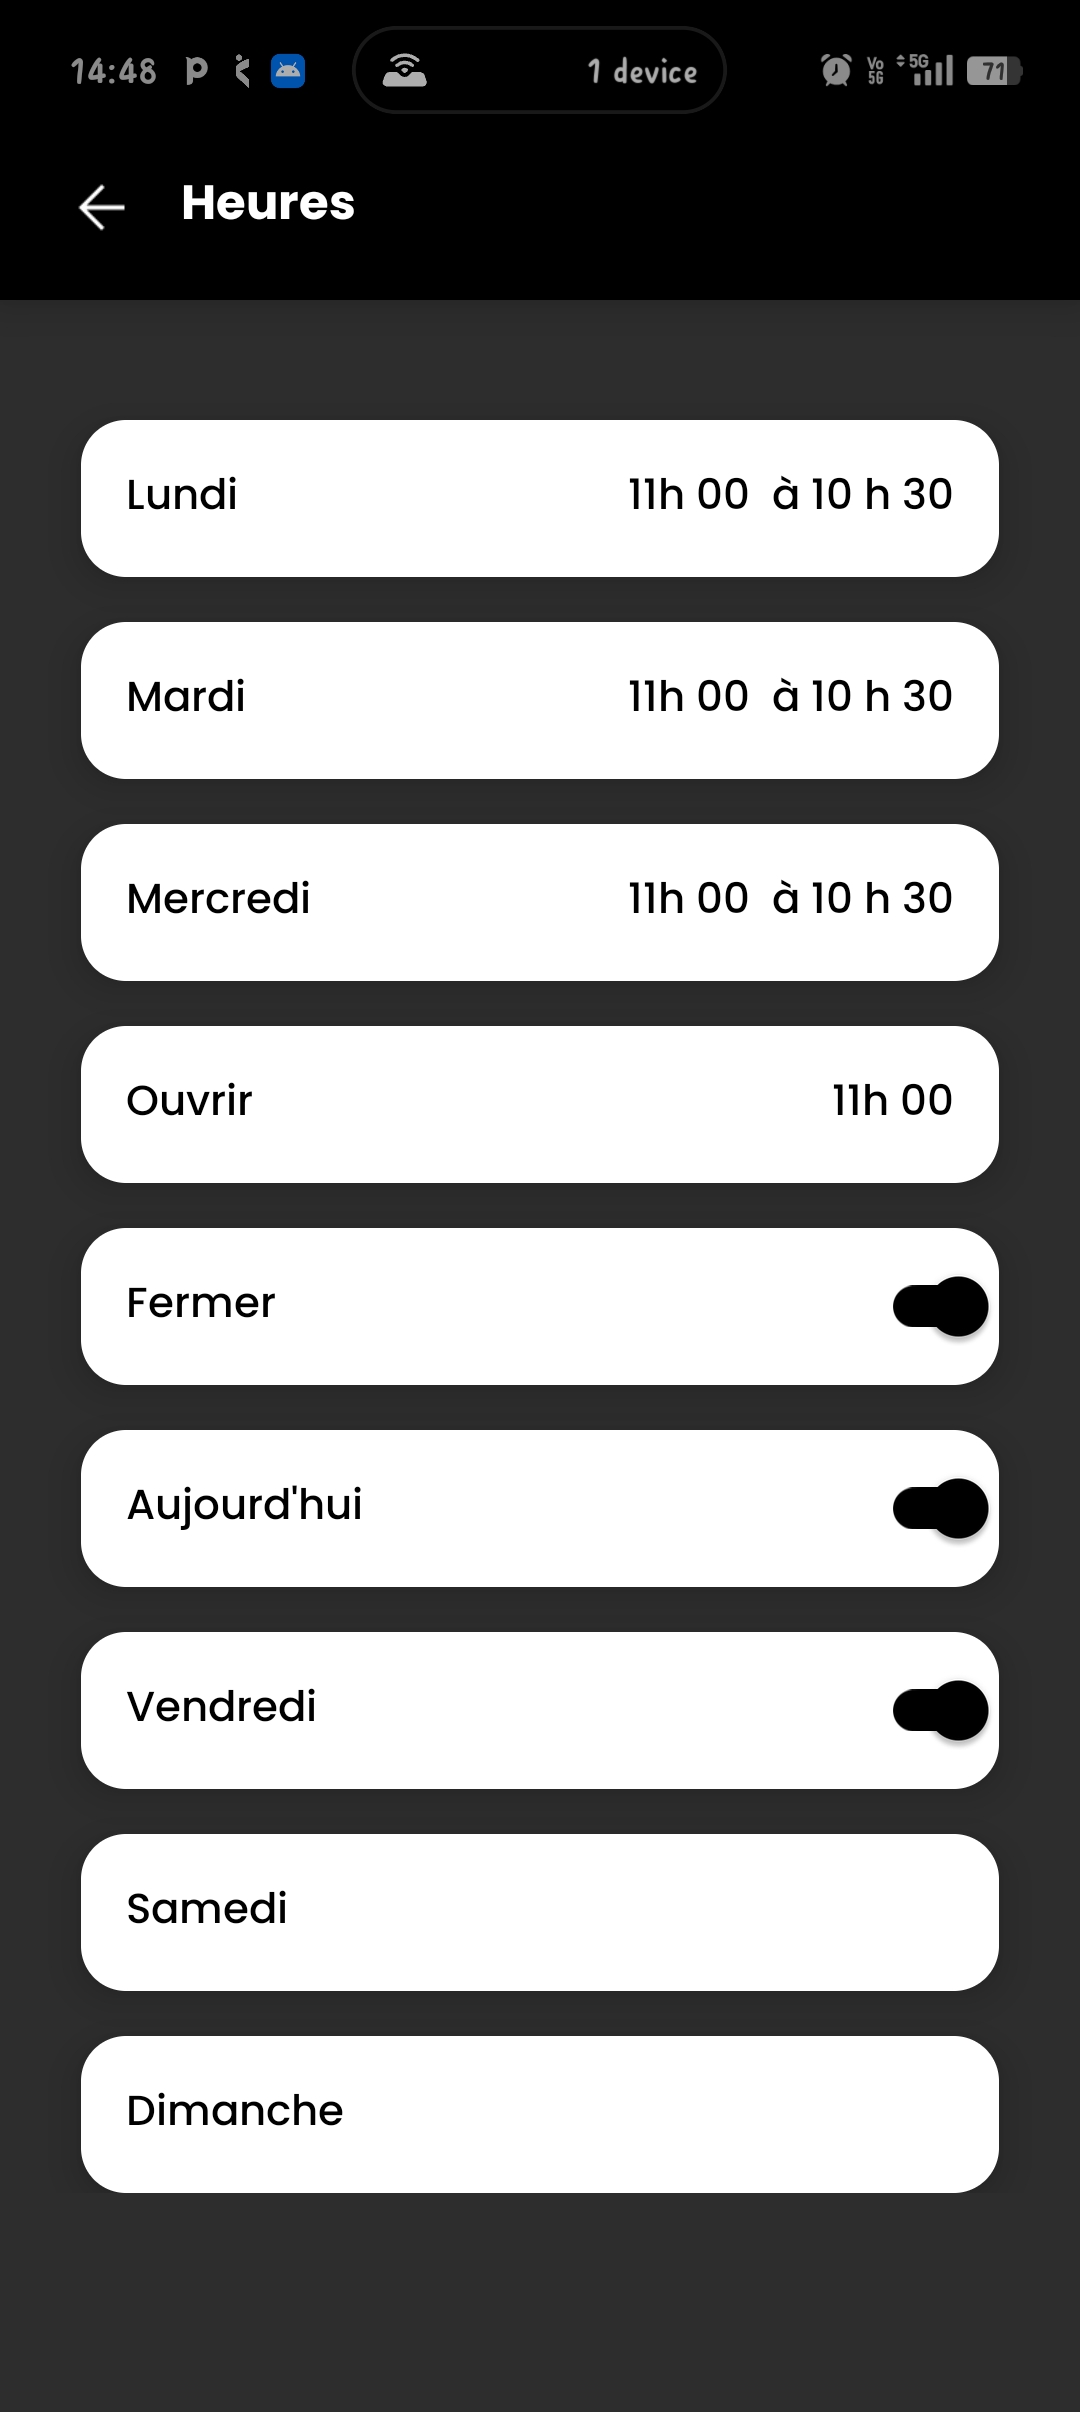 14:48
1 device
Vo 5G
5G
71
Heures
Lundi 11h 00 à 10 h 30
Mardi 11h 00 à 10 h 30
Mercredi 11h 00 à 10 h 30
Ouvrir 11h 00
Fermer
Aujourd'hui
Vendredi
Samedi
Dimanche